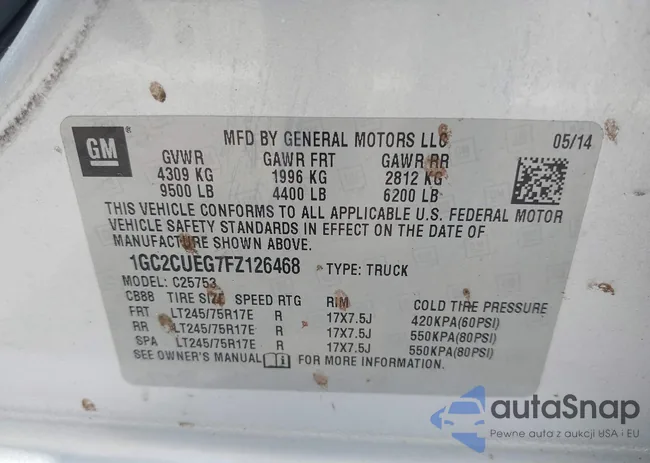 GM
MFD BY GENERAL MOTORS LLC
05/14
GVWR GAWR FRT GAWR RR
4309 KG 1996 KG 2812 KG
9500 LB 4400 LB 6200 LB
THIS VEHICLE CONFORMS TO ALL APPLICABLE U.S. FEDERAL MOTOR
VEHICLE SAFETY STANDARDS IN EFFECT ON THE DATE OF
MANUFACTURE SHOWN ABOVE.
1GC2CUEG7FZ126468 TYPE: TRUCK
MODEL: C25753
CB88 TIRE SIZE SPEED RTG RIM COLD TIRE PRESSURE
FRT LT245/75R17E R 17X7.5J 420KPA(60PSI)
RR LT245/75R17E R 17X7.5J 550KPA(80PSI)
SPA LT245/75R17E R 17X7.5J 550KPA(80PSI)
SEE OWNER'S MANUAL FOR MORE INFORMATION.
autaSnap
Pewne auta z aukcji USA i EU